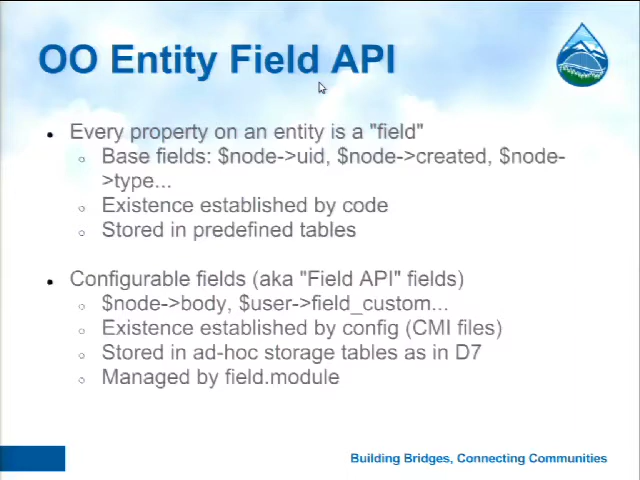 OO Entity Field API
Every property on an entity is a "field"
Base fields: $node->uid, $node->created, $node-
>type...
Existence established by code
Stored in predefined tables
Configurable fields (aka "Field API" fields)
$node->body, $user->field_custom...
Existence established by config (CMI files)
Stored in ad-hoc storage tables as in D7
Managed by field.module
Building Bridges, Connecting Communities